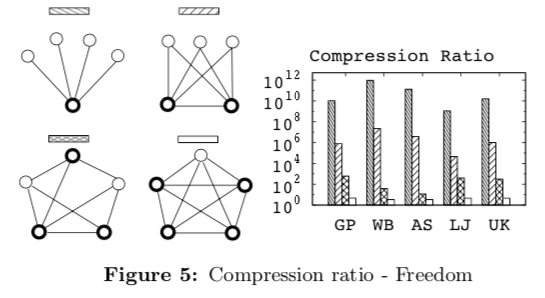 Compression Ratio
10^12
10^10
10^8
10^6
10^4
10^2
10^0
GP WB AS LJ UK
Figure 5: Compression ratio - Freedom